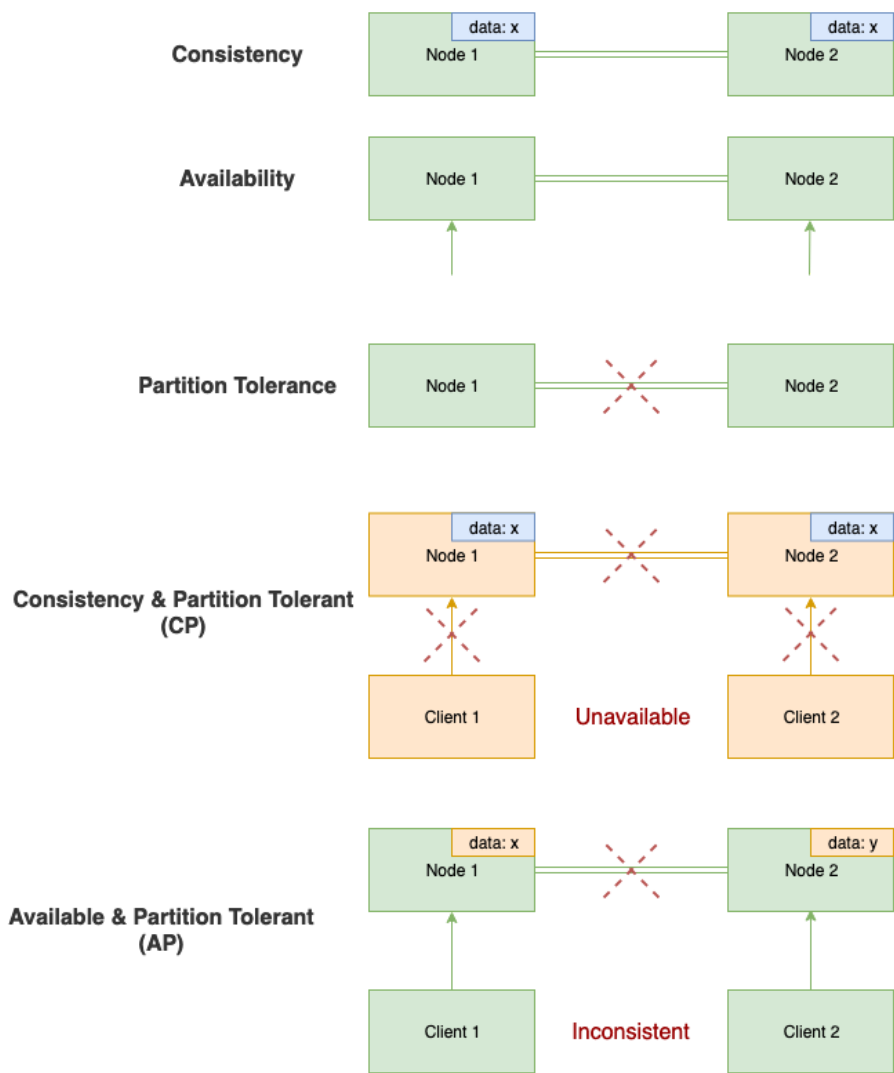 data: x
data: x
Consistency
Node 1
Node 2
Availability
Node 1
Node 2
Partition Tolerance
Node 1
Node 2
data: x
data: x
Node 1
Node 2
Consistency & Partition Tolerant
(CP)
Client 1
Unavailable
Client 2
data: x
data: y
Node 1
Node 2
Available & Partition Tolerant
(AP)
Client 1
Inconsistent
Client 2